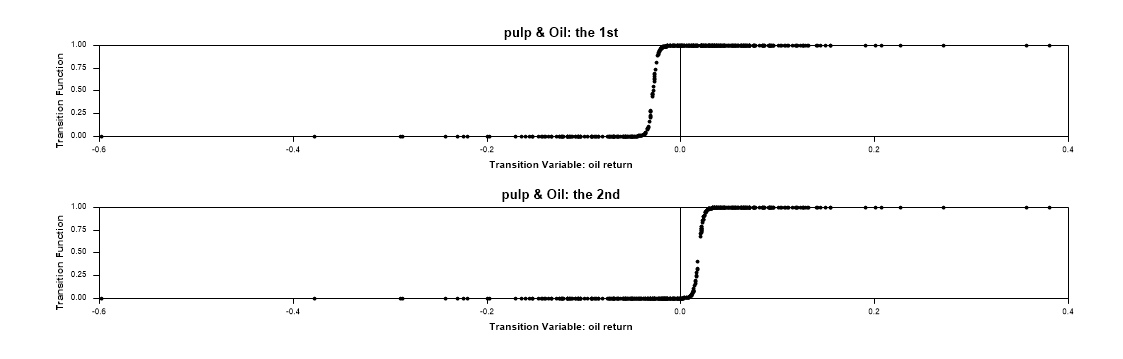 pulp & Oil: the 1st
Transition Function
1.00
0.75
0.50
0.25
0.00
-0.6 -0.4 -0.2 0.0 0.2 0.4
Transition Variable: oil return
pulp & Oil: the 2nd
Transition Function
1.00
0.75
0.50
0.25
0.00
-0.6 -0.4 -0.2 0.0 0.2 0.4
Transition Variable: oil return